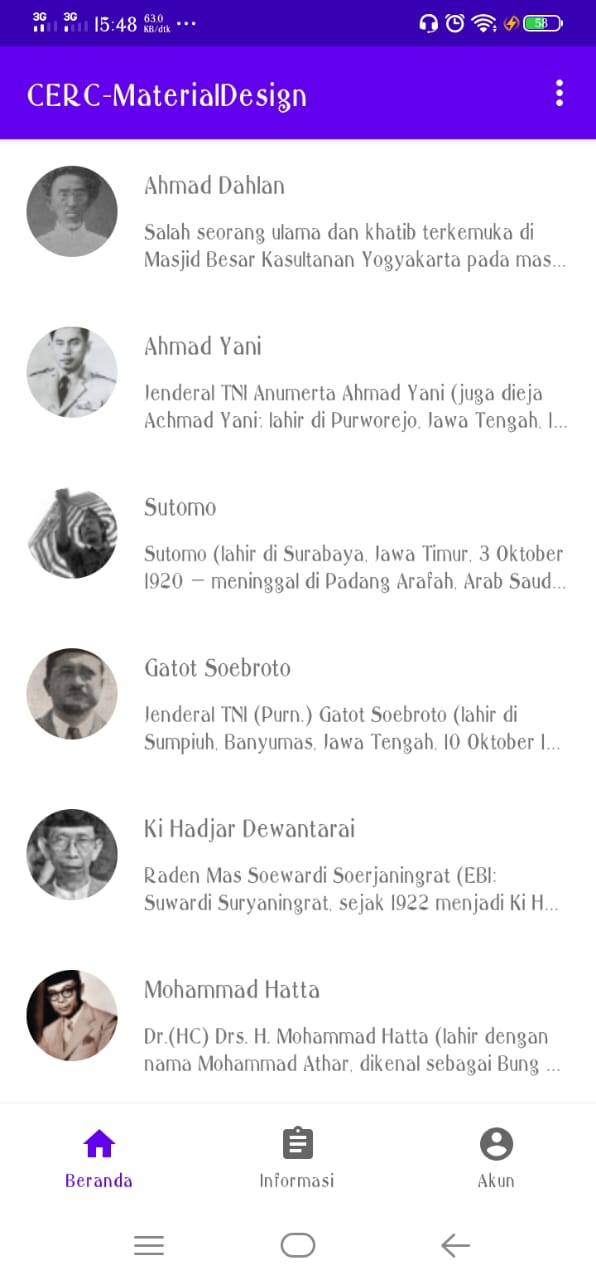 3G 3G 15:48 63.0 KB/dtk ... 58
CERC-MaterialDesign
Ahmad Dahlan
Salah seorang ulama dan khatib terkemuka di
Masjid Besar Kasultanan Yogyakarta pada mas...
Ahmad Yani
Jenderal TNI Anumerta Ahmad Yani (juga dieja
Achmad Yani; lahir di Purworejo, Jawa Tengah, 1...
Sutomo
Sutomo (lahir di Surabaya, Jawa Timur, 3 Oktober
1920 – meninggal di Padang Arafah, Arab Saud...
Gatot Soebroto
Jenderal TNI (Purn.) Gatot Soebroto (lahir di
Sumpiuh, Banyumas, Jawa Tengah, 10 Oktober 1...
Ki Hadjar Dewantarai
Raden Mas Soewardi Soerjaningrat (EBI:
Suwardi Suryaningrat, sejak 1922 menjadi Ki H...
Mohammad Hatta
Dr.(HC) Drs. H. Mohammad Hatta (lahir dengan
nama Mohammad Athar, dikenal sebagai Bung ...
Beranda Informasi Akun